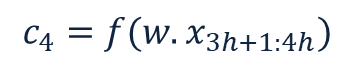 c₄ = f(w. x₃ₕ₊₁:₄ₕ)